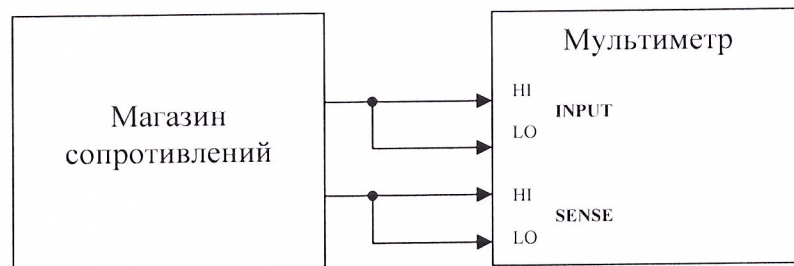 Магазин
сопротивлений
Мультиметр
HI
INPUT
LO
HI
SENSE
LO